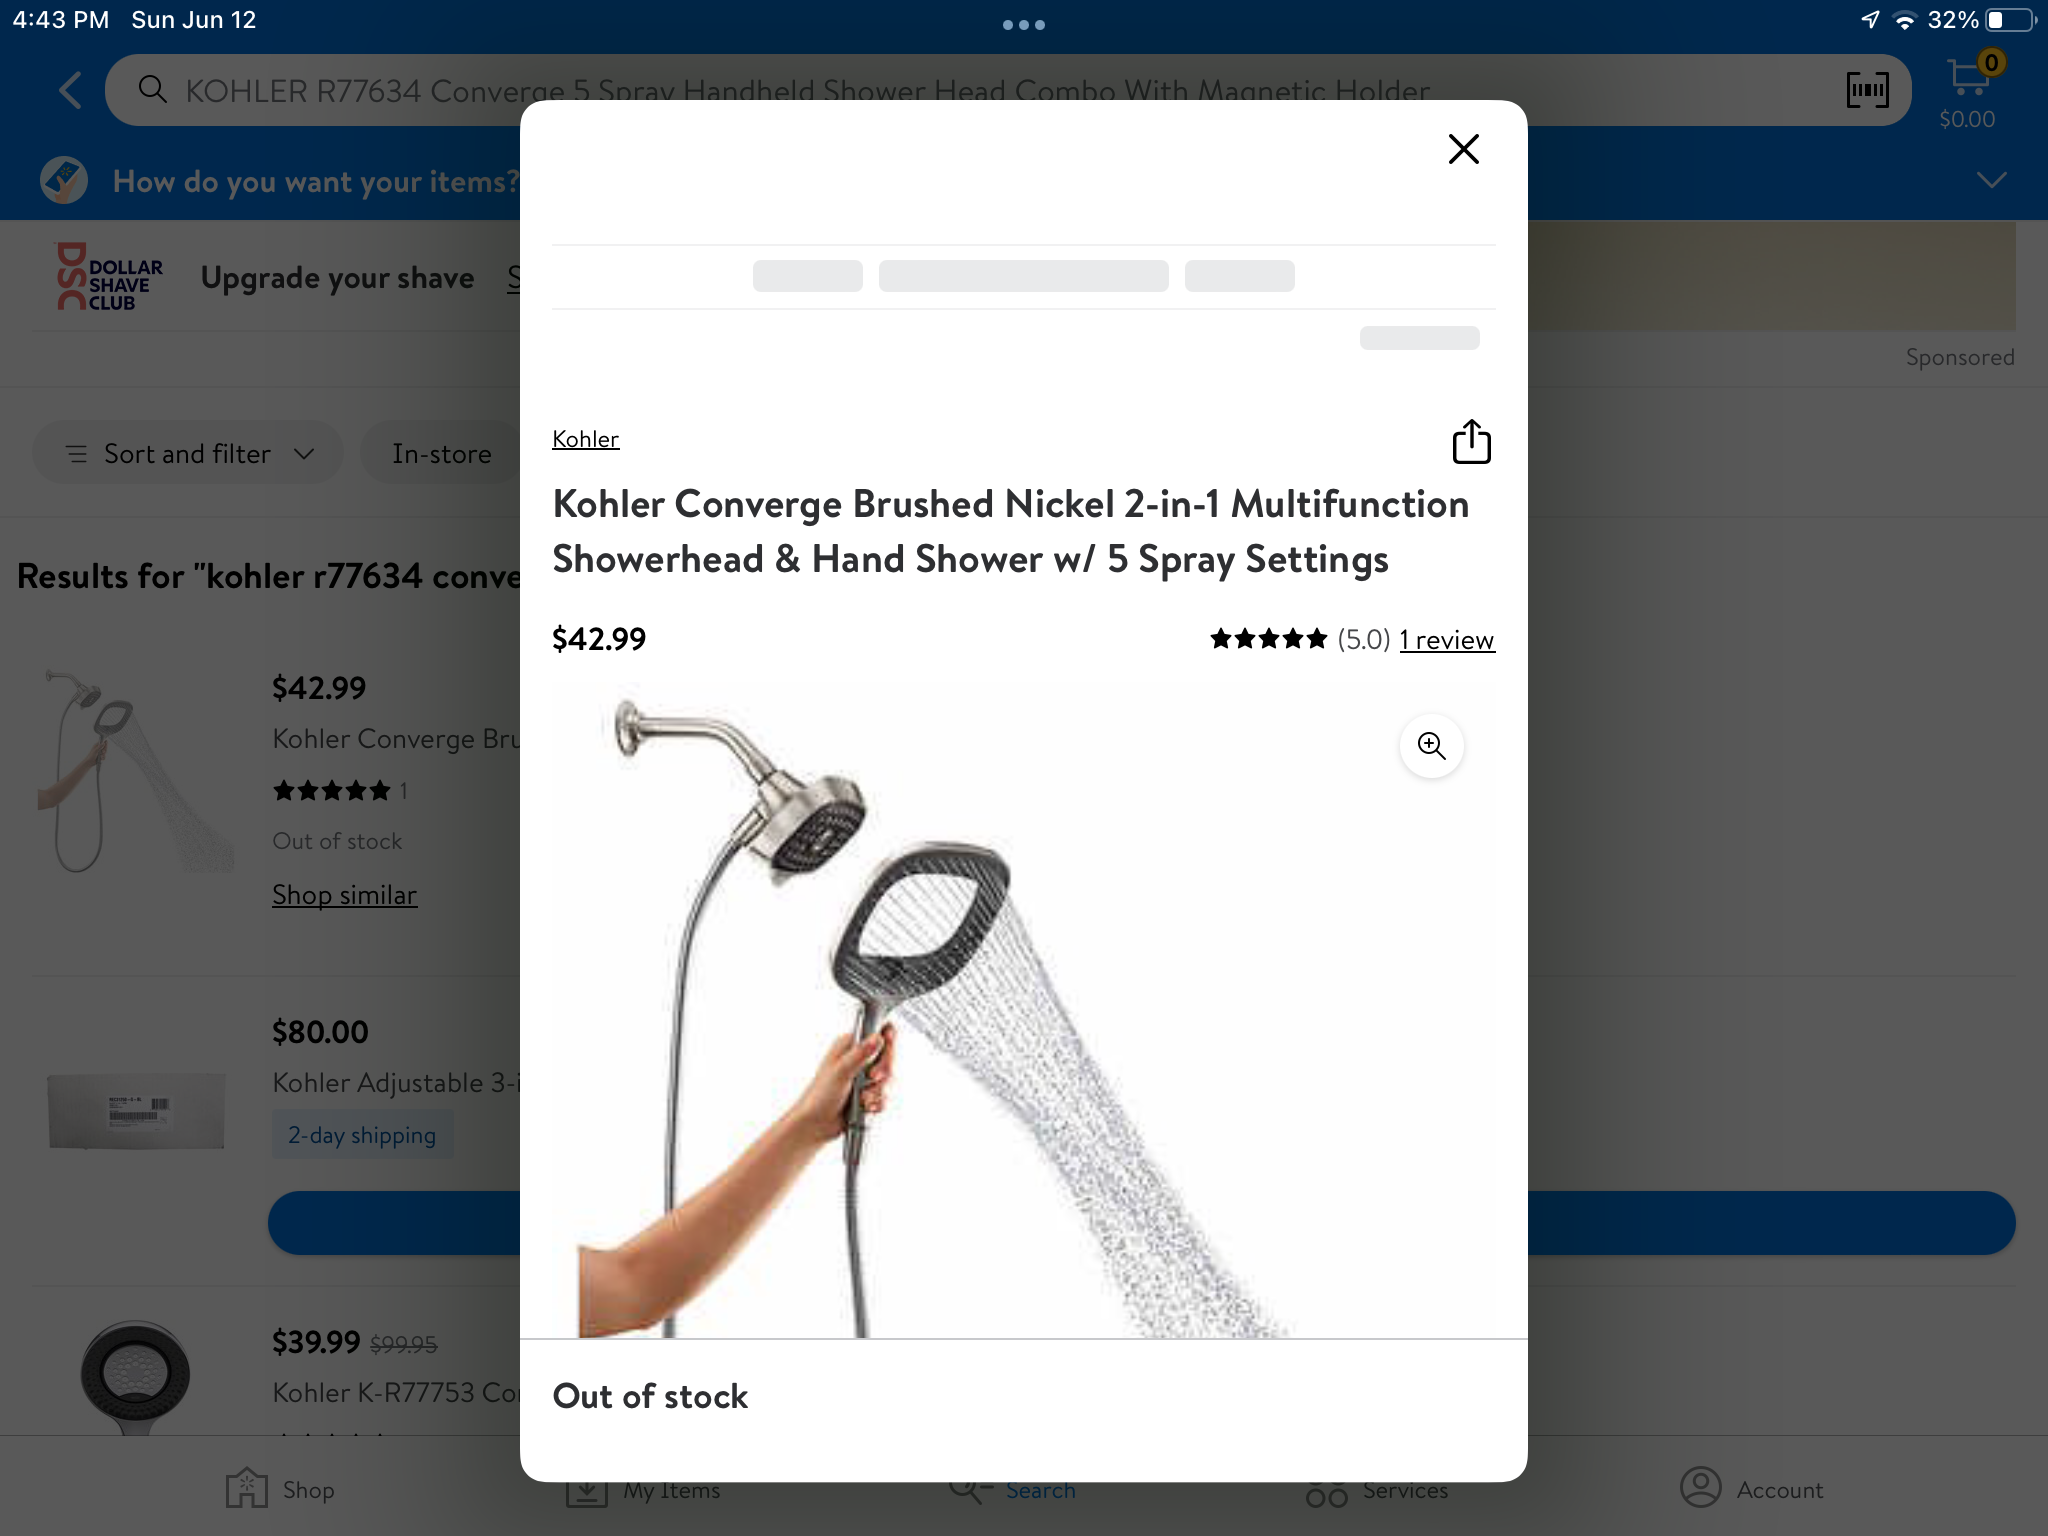 4:43 PM Sun Jun 12
32%
KOHLER R77634 Converge 5 Spray Handheld Shower Head Combo With Magnetic Holder
0
$0.00
How do you want your items?
DSC
DOLLAR
SHAVE
CLUB
Upgrade your shave
Sponsored
Sort and filter
In-store
Results for "kohler r77634 conve
$42.99
Kohler Converge Bru
1
Out of stock
Shop similar
$80.00
Kohler Adjustable 3-i
2-day shipping
$39.99 $99.95
Kohler K-R77753 Co
Kohler
Kohler Converge Brushed Nickel 2-in-1 Multifunction
Showerhead & Hand Shower w/ 5 Spray Settings
$42.99
(5.0) 1 review
Out of stock
Shop
My Items
Search
Services
Account